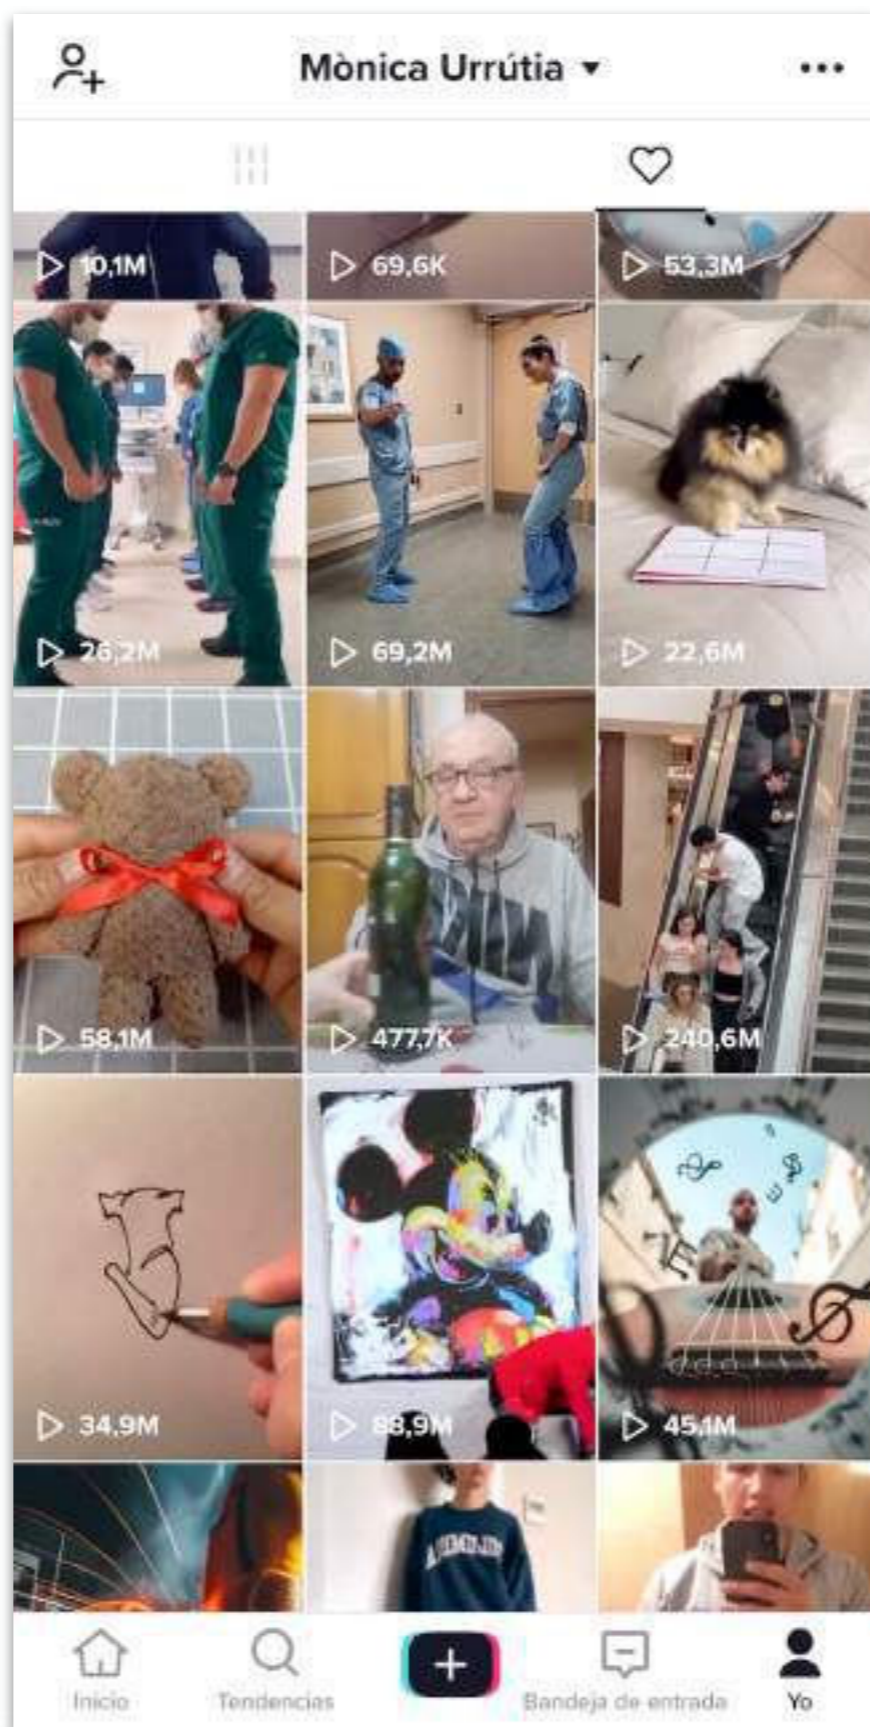 Mònica Urrútia
10,1M
69,6K
53,3M
26,2M
69,2M
22,6M
58,1M
477,7K
240,6M
34,9M
88,9M
45,1M
Inicio
Tendencias
Bandeja de entrada
Yo